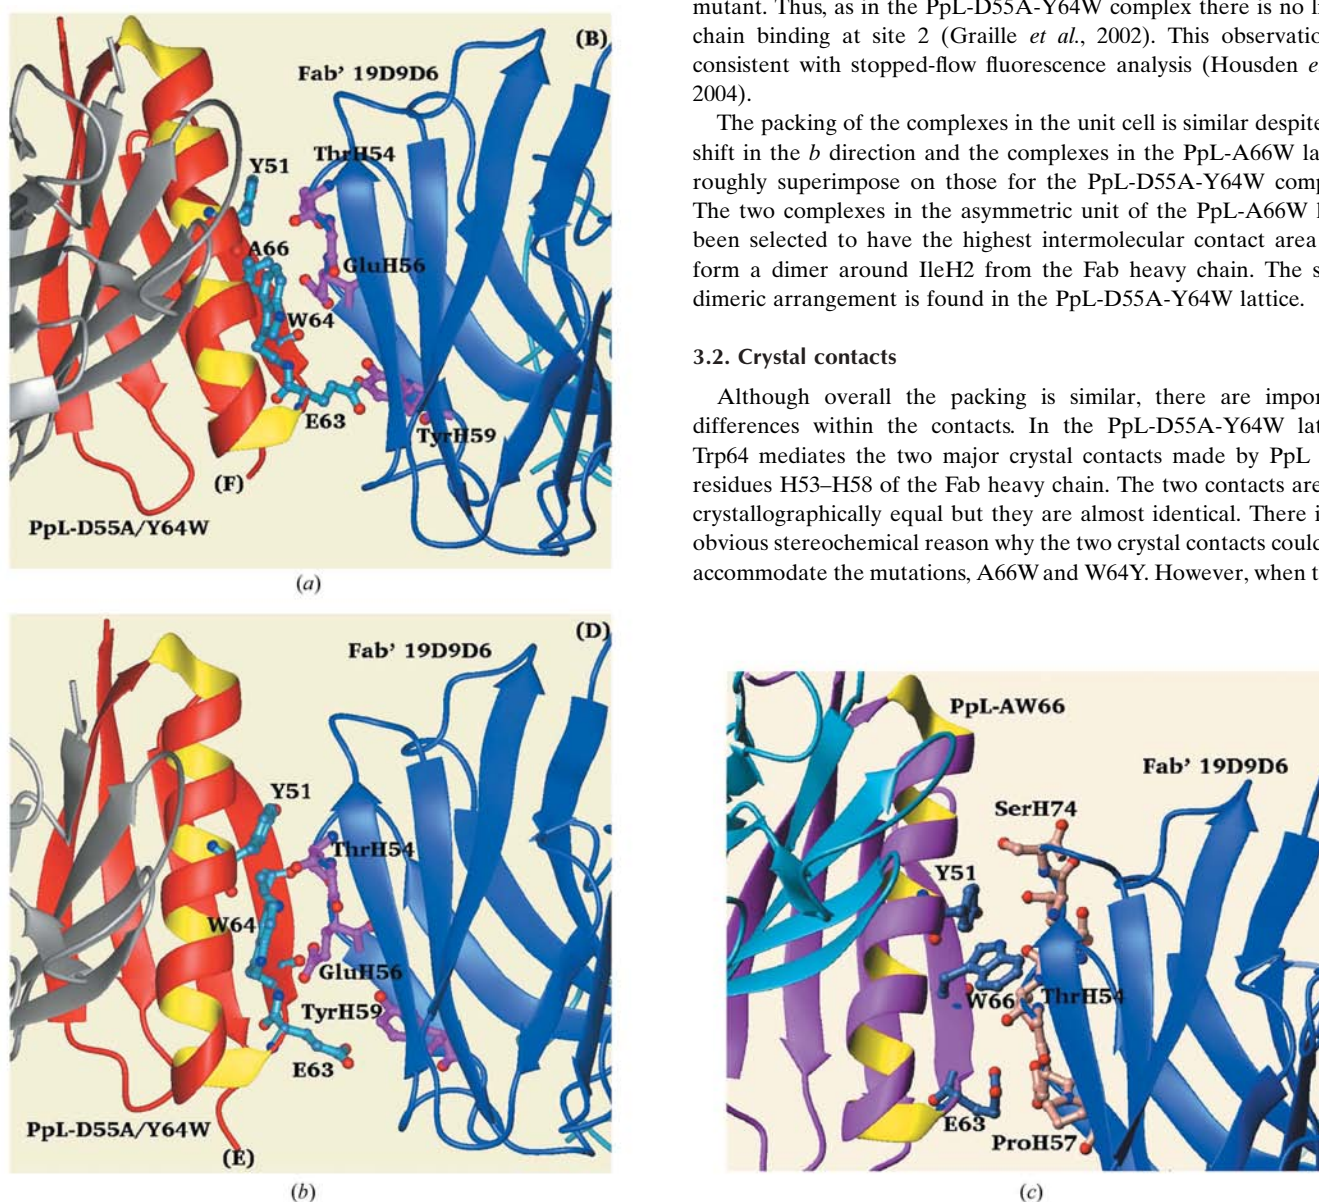 (B)
Fab' 19D9D6
ThrH54
Y51
A66
GluH56
W64
E63
TyrH59
(F)
PpL-D55A/Y64W
(a)
(D)
Fab' 19D9D6
Y51
ThrH54
W64
GluH56
TyrH59
E63
PpL-D55A/Y64W
(E)
(b)
mutant. Thus, as in the PpL-D55A-Y64W complex there is no
chain binding at site 2 (Graille et al., 2002). This
consistent with stopped-flow fluorescence analysis (Housden
2004).
The packing of the complexes in the unit cell is similar despite
shift in the b direction and the complexes in the PpL-A66W
roughly superimpose on those for the PpL-D55A-Y64W
The two complexes in the asymmetric unit of the PpL-A66W
been selected to have the highest intermolecular contact area
form a dimer around IleH2 from the Fab heavy chain. The
dimeric arrangement is found in the PpL-D55A-Y64W lattice.
3.2. Crystal contacts
Although overall the packing is similar, there are
differences within the contacts. In the PpL-D55A-Y64W
Trp64 mediates the two major crystal contacts made by PpL
residues H53–H58 of the Fab heavy chain. The two contacts are
crystallographically equal but they are almost identical. There
obvious stereochemical reason why the two crystal contacts could
accommodate the mutations, A66W and W64Y. However, when
PpL-AW66
Fab' 19D9D6
SerH74
Y51
W66
ThrH54
E63
ProH57
(c)